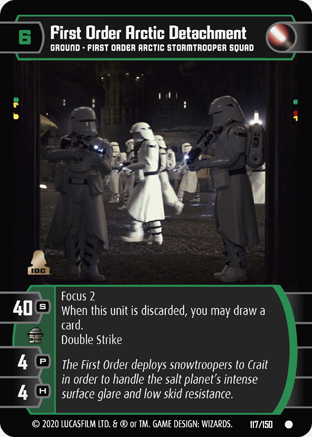 6
First Order Arctic Detachment
Ground - First Order Arctic Stormtrooper Squad
IDC
40 S
Focus 2
When this unit is discarded, you may draw a
card.
Double Strike
4 P
4 H
The First Order deploys snowtroopers to Crait
in order to handle the salt planet's intense
surface glare and low skid resistance.
© 2020 LUCASFILM LTD. & ® or TM. GAME DESIGN: WIZARDS.
117/150